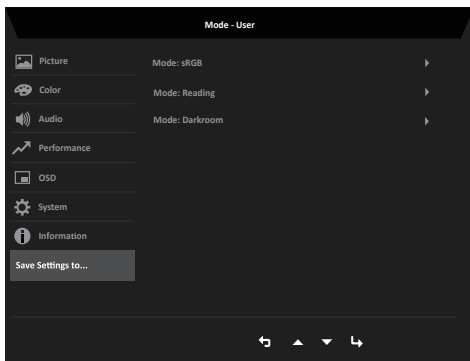 Mode - User
Picture
Mode: sRGB
Color
Mode: Reading
Audio
Mode: Darkroom
Performance
OSD
System
Information
Save Settings to...